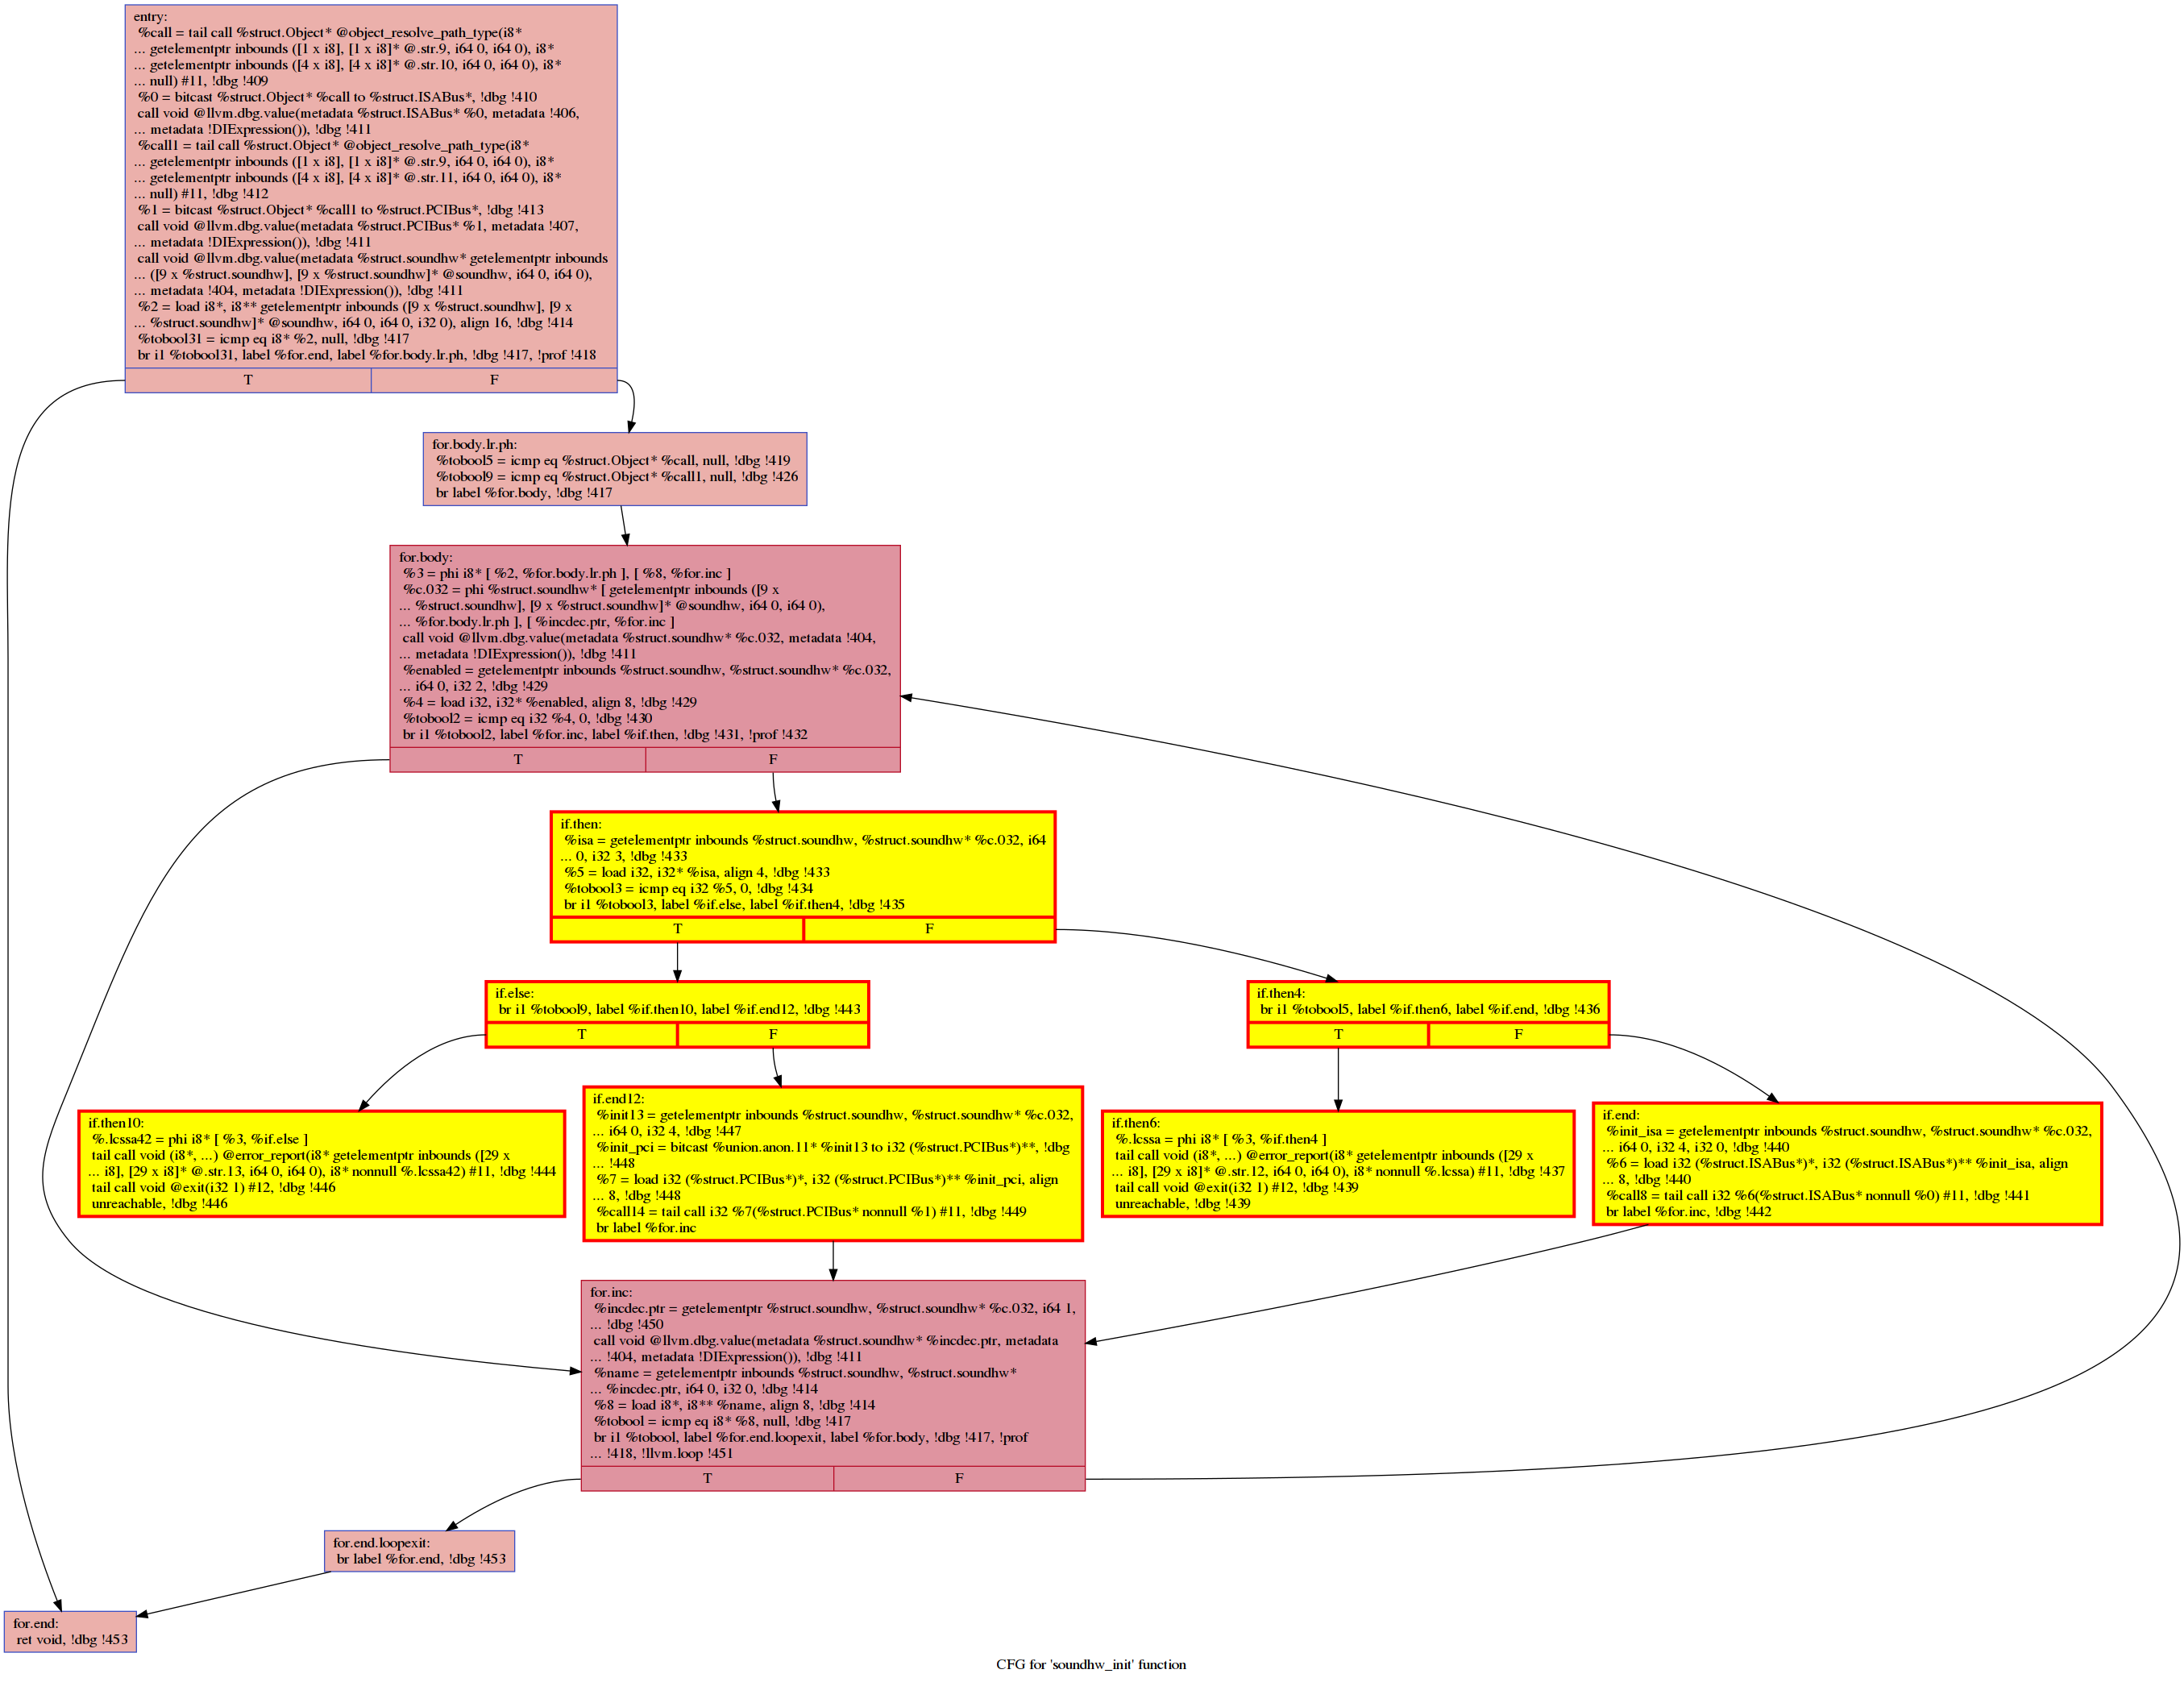 entry:
%call = tail call %struct.Object* @object_resolve_path_type(i8*
... getelementptr inbounds ([1 x i8], [1 x i8]* @.str.9, i64 0, i64 0), i8*
... getelementptr inbounds ([4 x i8], [4 x i8]* @.str.10, i64 0, i64 0), i8*
... null) #11, !dbg !409
%0 = bitcast %struct.Object* %call to %struct.ISABus*, !dbg !410
call void @llvm.dbg.value(metadata %struct.ISABus* %0, metadata !406,
... metadata !DIExpression()), !dbg !411
%call1 = tail call %struct.Object* @object_resolve_path_type(i8*
... getelementptr inbounds ([1 x i8], [1 x i8]* @.str.9, i64 0, i64 0), i8*
... getelementptr inbounds ([4 x i8], [4 x i8]* @.str.11, i64 0, i64 0), i8*
... null) #11, !dbg !412
%1 = bitcast %struct.Object* %call1 to %struct.PCIBus*, !dbg !413
call void @llvm.dbg.value(metadata %struct.PCIBus* %1, metadata !407,
... metadata !DIExpression()), !dbg !411
call void @llvm.dbg.value(metadata %struct.soundhw* getelementptr inbounds
... ([9 x %struct.soundhw], [9 x %struct.soundhw]* @soundhw, i64 0, i64 0),
... metadata !404, metadata !DIExpression()), !dbg !411
%2 = load i8*, i8** getelementptr inbounds ([9 x %struct.soundhw], [9 x
... %struct.soundhw]* @soundhw, i64 0, i64 0, i32 0), align 16, !dbg !414
%tobool31 = icmp eq i8* %2, null, !dbg !417
br i1 %tobool31, label %for.end, label %for.body.lr.ph, !dbg !417, !prof !418
T F
for.body.lr.ph:
%tobool5 = icmp eq %struct.Object* %call, null, !dbg !419
%tobool9 = icmp eq %struct.Object* %call1, null, !dbg !426
br label %for.body, !dbg !417
for.body:
%3 = phi i8* [ %2, %for.body.lr.ph ], [ %8, %for.inc ]
%c.032 = phi %struct.soundhw* [ getelementptr inbounds ([9 x
... %struct.soundhw], [9 x %struct.soundhw]* @soundhw, i64 0, i64 0),
... %for.body.lr.ph ], [ %incdec.ptr, %for.inc ]
call void @llvm.dbg.value(metadata %struct.soundhw* %c.032, metadata !404,
... metadata !DIExpression()), !dbg !411
%enabled = getelementptr inbounds %struct.soundhw, %struct.soundhw* %c.032,
... i64 0, i32 2, !dbg !429
%4 = load i32, i32* %enabled, align 8, !dbg !429
%tobool2 = icmp eq i32 %4, 0, !dbg !430
br i1 %tobool2, label %for.inc, label %if.then, !dbg !431, !prof !432
T F
if.then:
%isa = getelementptr inbounds %struct.soundhw, %struct.soundhw* %c.032, i64
... 0, i32 3, !dbg !433
%5 = load i32, i32* %isa, align 4, !dbg !433
%tobool3 = icmp eq i32 %5, 0, !dbg !434
br i1 %tobool3, label %if.else, label %if.then4, !dbg !435
T F
if.else:
br i1 %tobool9, label %if.then10, label %if.end12, !dbg !443
T F
if.then4:
br i1 %tobool5, label %if.then6, label %if.end, !dbg !436
T F
if.then10:
%.lcssa42 = phi i8* [ %3, %if.else ]
tail call void (i8*, ...) @error_report(i8* getelementptr inbounds ([29 x
... i8], [29 x i8]* @.str.13, i64 0, i64 0), i8* nonnull %.lcssa42) #11, !dbg !444
tail call void @exit(i32 1) #12, !dbg !446
unreachable, !dbg !446
if.end12:
%init13 = getelementptr inbounds %struct.soundhw, %struct.soundhw* %c.032,
... i64 0, i32 4, !dbg !447
%init_pci = bitcast %union.anon.11* %init13 to i32 (%struct.PCIBus*)**, !dbg
... !448
%7 = load i32 (%struct.PCIBus*)*, i32 (%struct.PCIBus*)** %init_pci, align
... 8, !dbg !448
%call14 = tail call i32 %7(%struct.PCIBus* nonnull %1) #11, !dbg !449
br label %for.inc
if.then6:
%.lcssa = phi i8* [ %3, %if.then4 ]
tail call void (i8*, ...) @error_report(i8* getelementptr inbounds ([29 x
... i8], [29 x i8]* @.str.12, i64 0, i64 0), i8* nonnull %.lcssa) #11, !dbg !437
tail call void @exit(i32 1) #12, !dbg !439
unreachable, !dbg !439
if.end:
%init_isa = getelementptr inbounds %struct.soundhw, %struct.soundhw* %c.032,
... i64 0, i32 4, i32 0, !dbg !440
%6 = load i32 (%struct.ISABus*)*, i32 (%struct.ISABus*)** %init_isa, align
... 8, !dbg !440
%call8 = tail call i32 %6(%struct.ISABus* nonnull %0) #11, !dbg !441
br label %for.inc, !dbg !442
for.inc:
%incdec.ptr = getelementptr %struct.soundhw, %struct.soundhw* %c.032, i64 1,
... !dbg !450
call void @llvm.dbg.value(metadata %struct.soundhw* %incdec.ptr, metadata
... !404, metadata !DIExpression()), !dbg !411
%name = getelementptr inbounds %struct.soundhw, %struct.soundhw*
... %incdec.ptr, i64 0, i32 0, !dbg !414
%8 = load i8*, i8** %name, align 8, !dbg !414
%tobool = icmp eq i8* %8, null, !dbg !417
br i1 %tobool, label %for.end.loopexit, label %for.body, !dbg !417, !prof
... !418, !llvm.loop !451
T F
for.end.loopexit:
br label %for.end, !dbg !453
for.end:
ret void, !dbg !453
CFG for 'soundhw_init' function